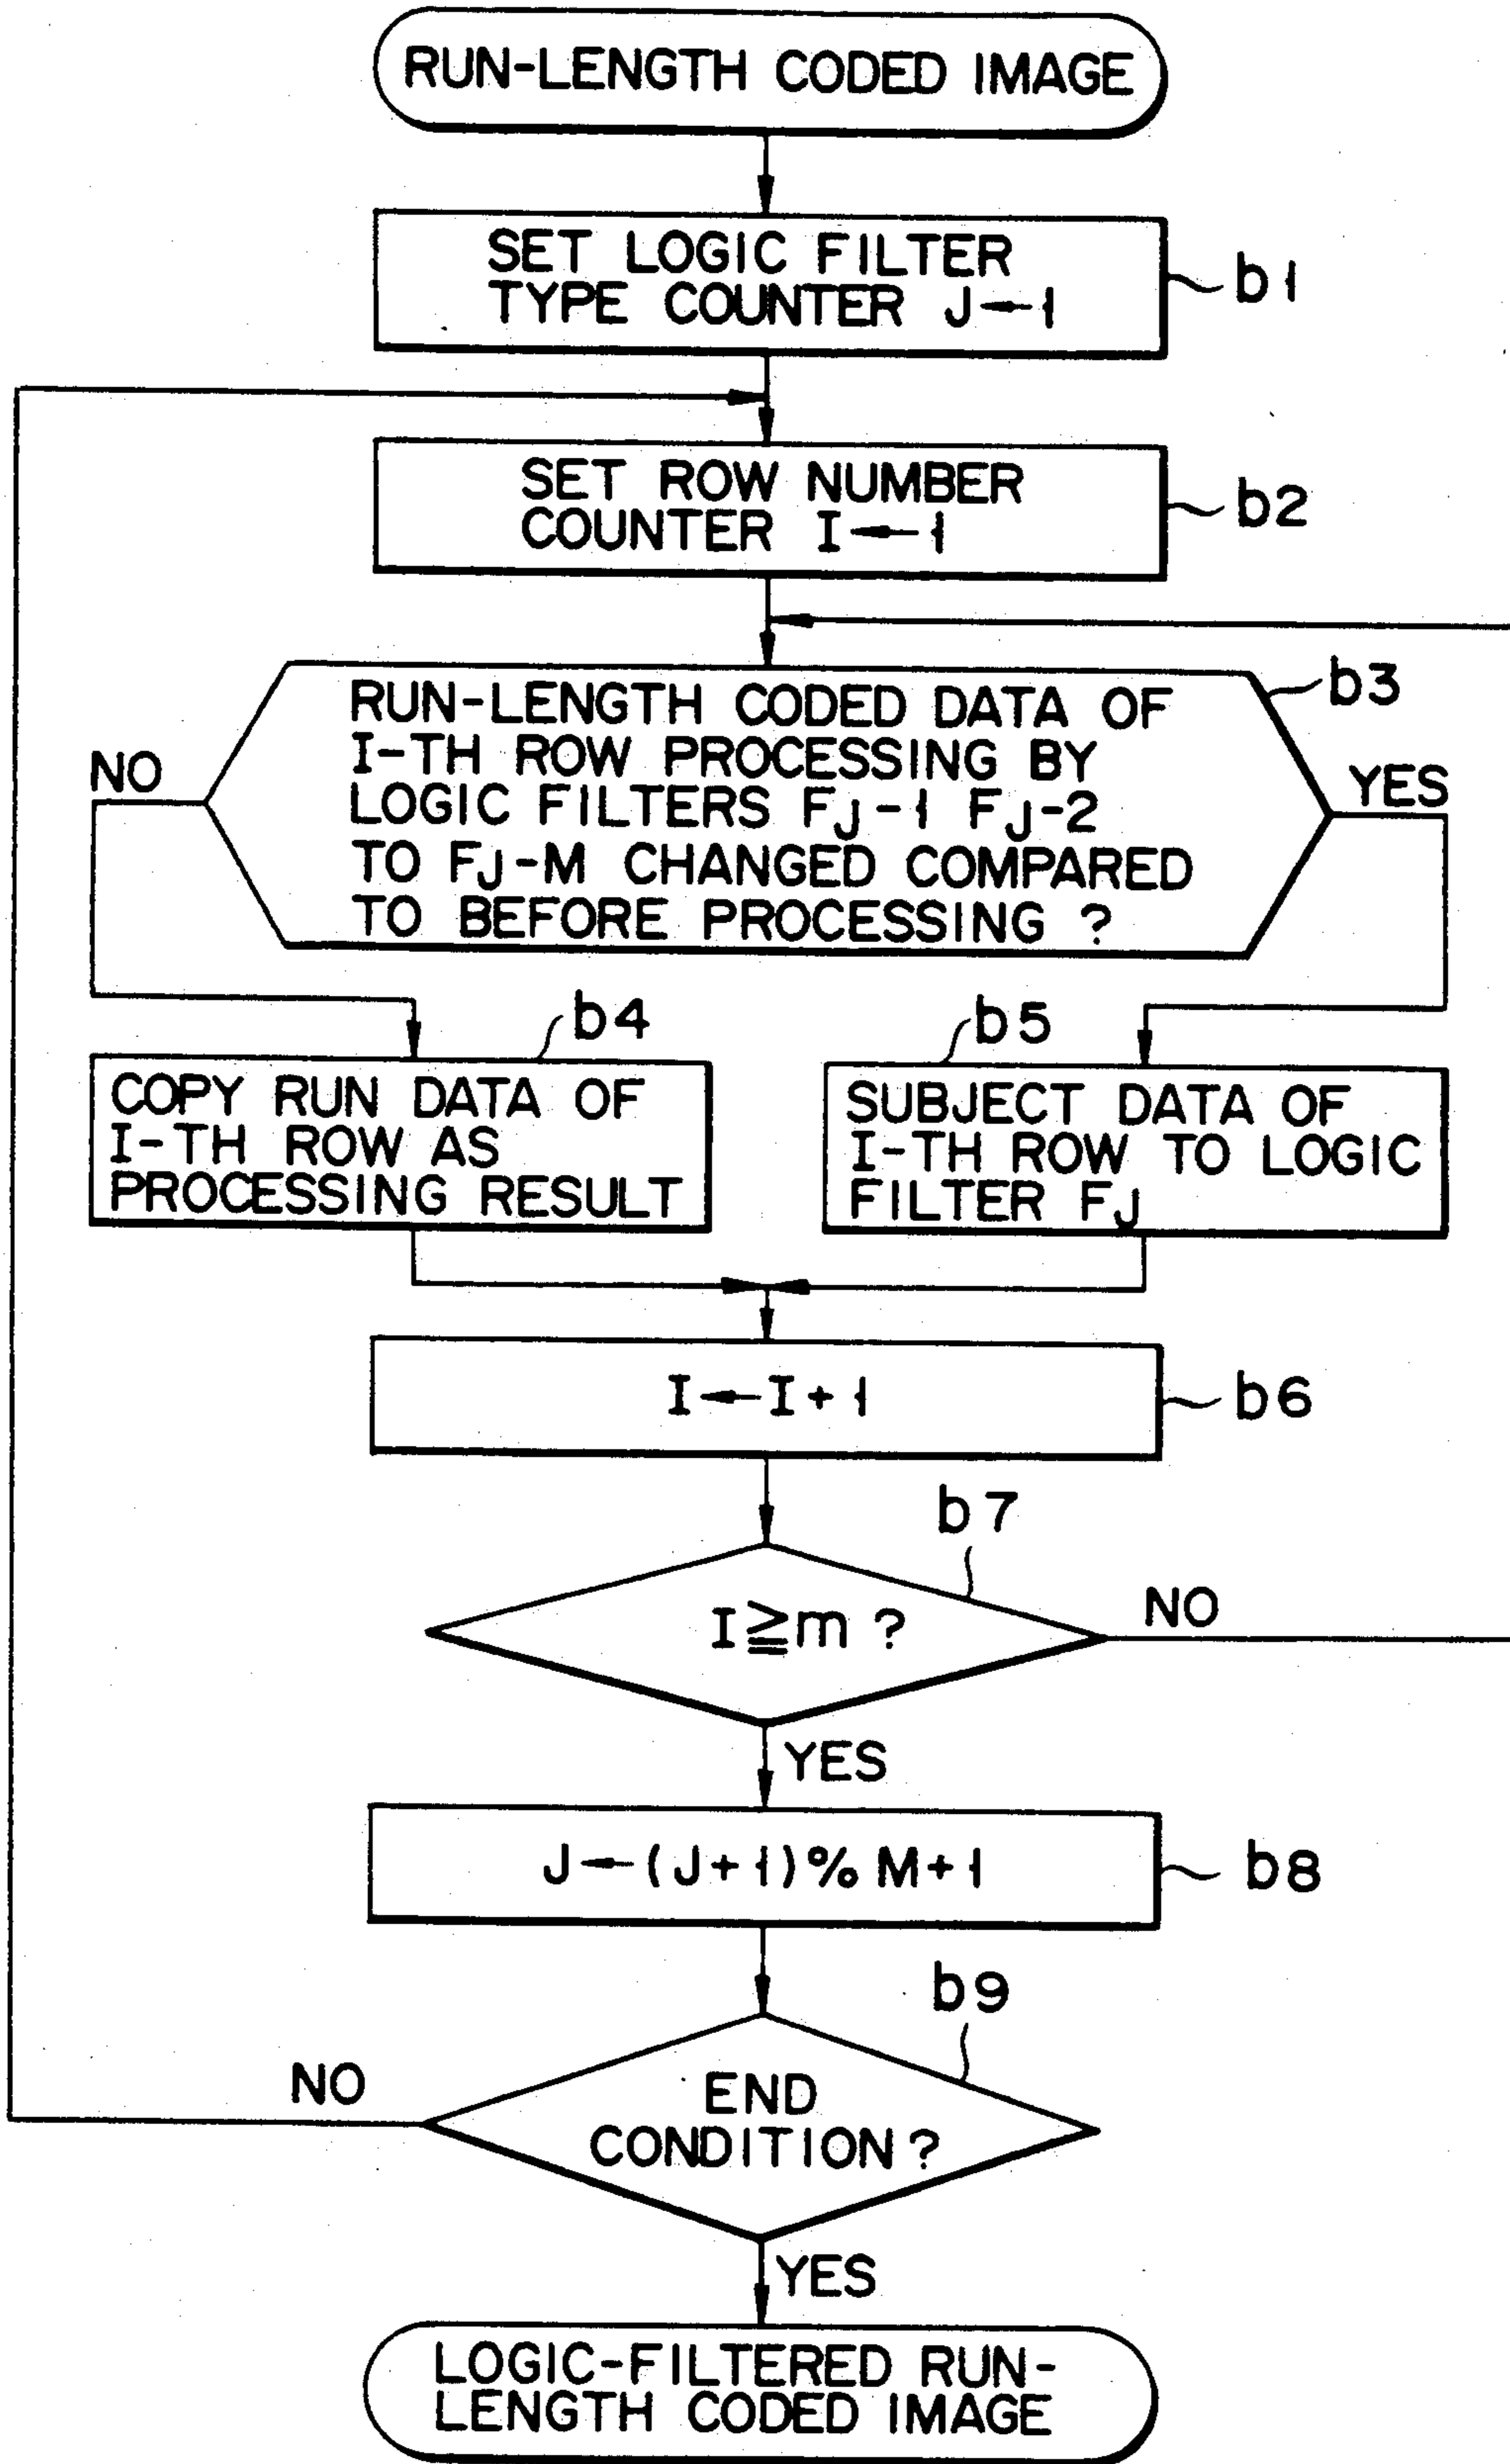 RUN-LENGTH CODED IMAGE
SET LOGIC FILTER
TYPE COUNTER J←1
b1
SET ROW NUMBER
COUNTER I←1
b2
b3
RUN-LENGTH CODED DATA OF
I-TH ROW PROCESSING BY
LOGIC FILTERS FJ-1 FJ-2
TO FJ-M CHANGED COMPARED
TO BEFORE PROCESSING ?
NO
YES
b4
COPY RUN DATA OF
I-TH ROW AS
PROCESSING RESULT
b5
SUBJECT DATA OF
I-TH ROW TO LOGIC
FILTER FJ
I←I+1
b6
b7
I≧m ?
NO
YES
J←(J+1)%M+1
b8
b9
END
CONDITION ?
NO
YES
LOGIC-FILTERED RUN-
LENGTH CODED IMAGE